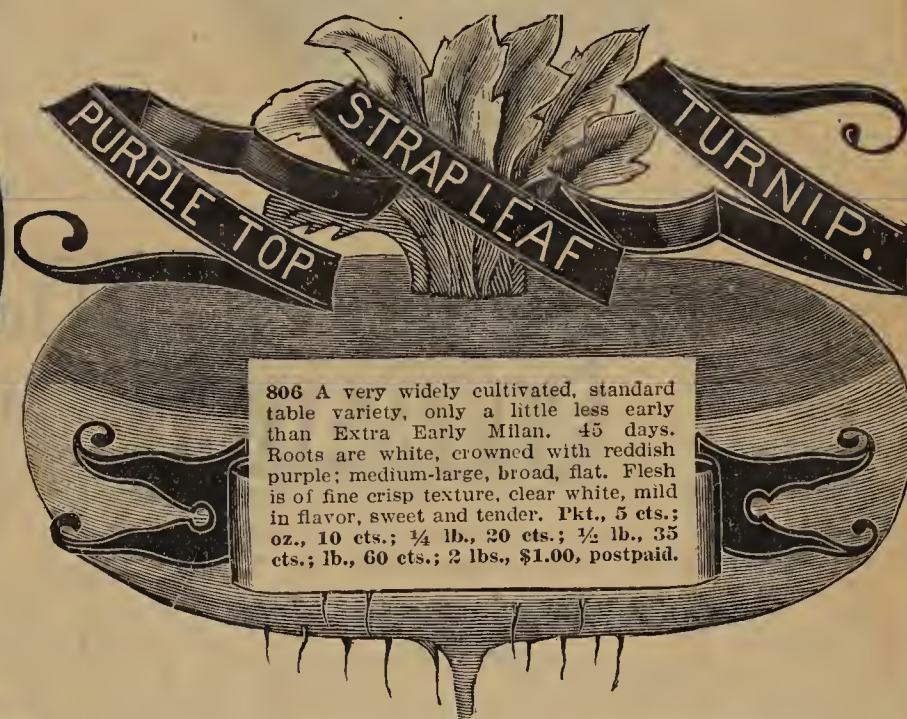 PURPLE TOP
STRAP LEAF
TURNIP.
806 A very widely cultivated, standard
table variety, only a little less early
than Extra Early Milan. 45 days.
Roots are white, crowned with reddish
purple; medium-large, broad, flat. Flesh
is of fine crisp texture, clear white, mild
in flavor, sweet and tender. Pkt., 5 cts.;
oz., 10 cts.; ¼ lb., 20 cts.; ½ lb., 35
cts.; lb., 60 cts.; 2 lbs., $1.00, postpaid.